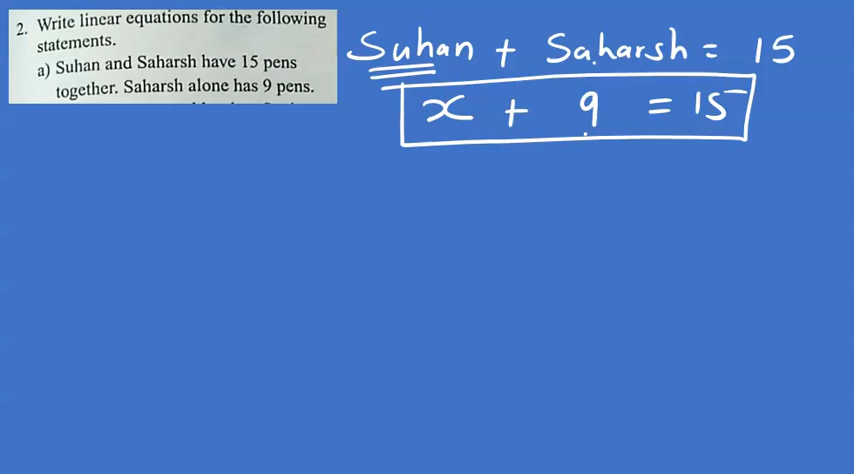 2. Write linear equations for the following
statements.
a) Suhan and Saharsh have 15 pens
together. Saharsh alone has 9 pens.
Suhan + Saharsh = 15
x + 9 = 15